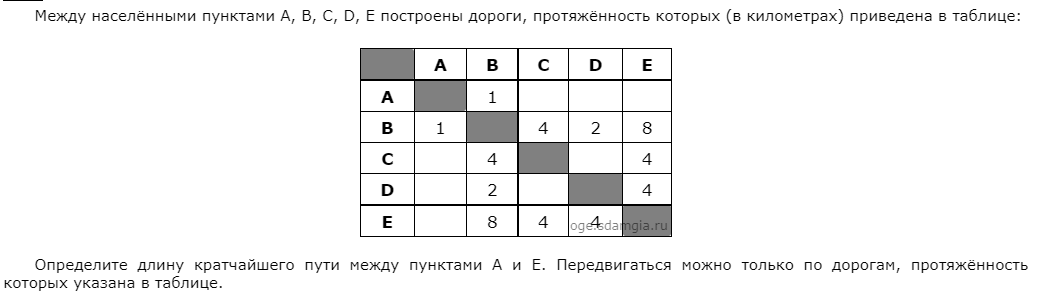 Между населёнными пунктами А, В, С, D, Е построены дороги, протяжённость которых (в километрах) приведена в таблице:
A B C D E
A 1
B 1 4 2 8
C 4 4
D 2 4
E 8 4 4
oge.sdamgia.ru
Определите длину кратчайшего пути между пунктами А и Е. Передвигаться можно только по дорогам, протяжённость
которых указана в таблице.